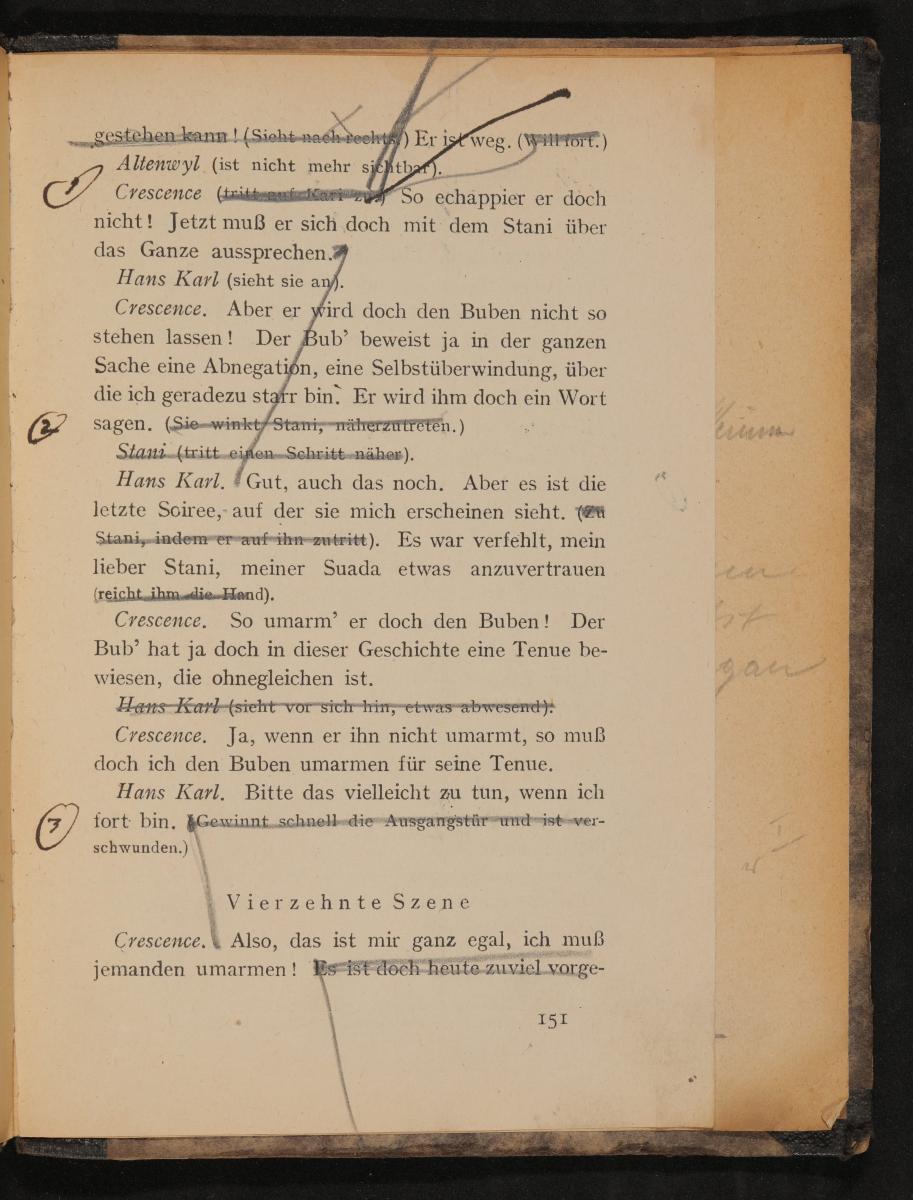 gestehen kann! (Sieht nach rechts.) Er ist weg. (Will fort.)
Altenwyl (ist nicht mehr sichtbar).
1 Crescence (tritt auf Kari zu.) So echappier er doch
nicht! Jetzt muß er sich doch mit dem Stani über
das Ganze aussprechen.
Hans Karl (sieht sie an).
Crescence. Aber er wird doch den Buben nicht so
stehen lassen! Der Bub’ beweist ja in der ganzen
Sache eine Abnegation, eine Selbstüberwindung, über
die ich geradezu starr bin. Er wird ihm doch ein Wort
2 sagen. (Sie winkt Stani, näherzutreten.)
Stani (tritt einen Schritt näher).
Hans Karl. Gut, auch das noch. Aber es ist die
letzte Soiree, auf der sie mich erscheinen sieht. (Zu
Stani, indem er auf ihn zutritt). Es war verfehlt, mein
lieber Stani, meiner Suada etwas anzuvertrauen
(reicht ihm die Hand).
Crescence. So umarm’ er doch den Buben! Der
Bub’ hat ja doch in dieser Geschichte eine Tenue be-
wiesen, die ohnegleichen ist.
Hans Karl (sieht vor sich hin, etwas abwesend).
Crescence. Ja, wenn er ihn nicht umarmt, so muß
doch ich den Buben umarmen für seine Tenue.
Hans Karl. Bitte das vielleicht zu tun, wenn ich
3 fort bin. (Gewinnt schnell die Ausgangstür und ist ver-
schwunden.)
Vierzehnte Szene
Crescence. Also, das ist mir ganz egal, ich muß
jemanden umarmen! Es ist doch heute zuviel vorge-
151